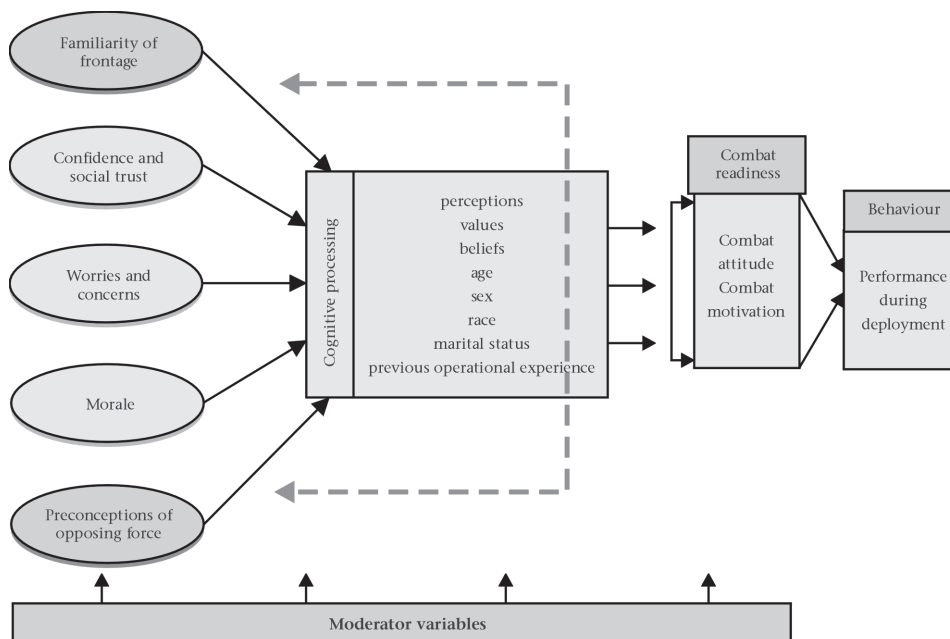 Familiarity of
frontage
Confidence and
social trust
Worries and
concerns
Morale
Preconceptions of
opposing force
Cognitive processing
perceptions
values
beliefs
age
sex
race
marital status
previous operational experience
Combat
readiness
Combat
attitude
Combat
motivation
Behaviour
Performance
during
deployment
Moderator variables